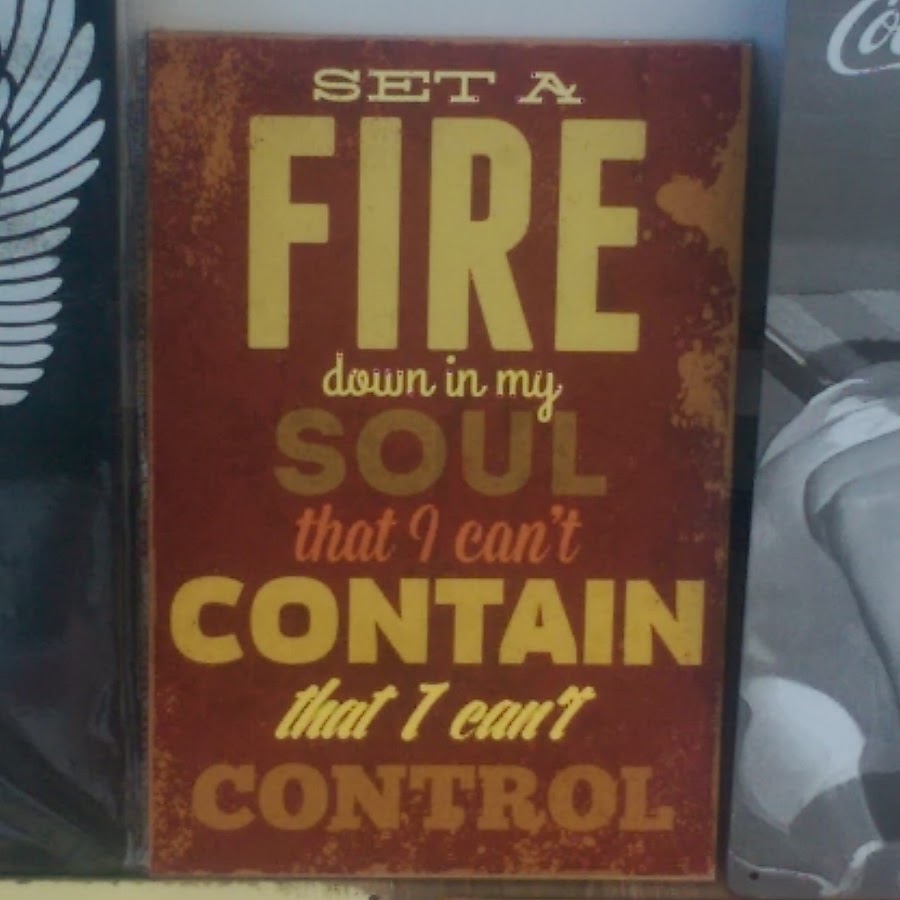 SET A
FIRE
down in my
SOUL
that I can't
CONTAIN
that I can't
CONTROL